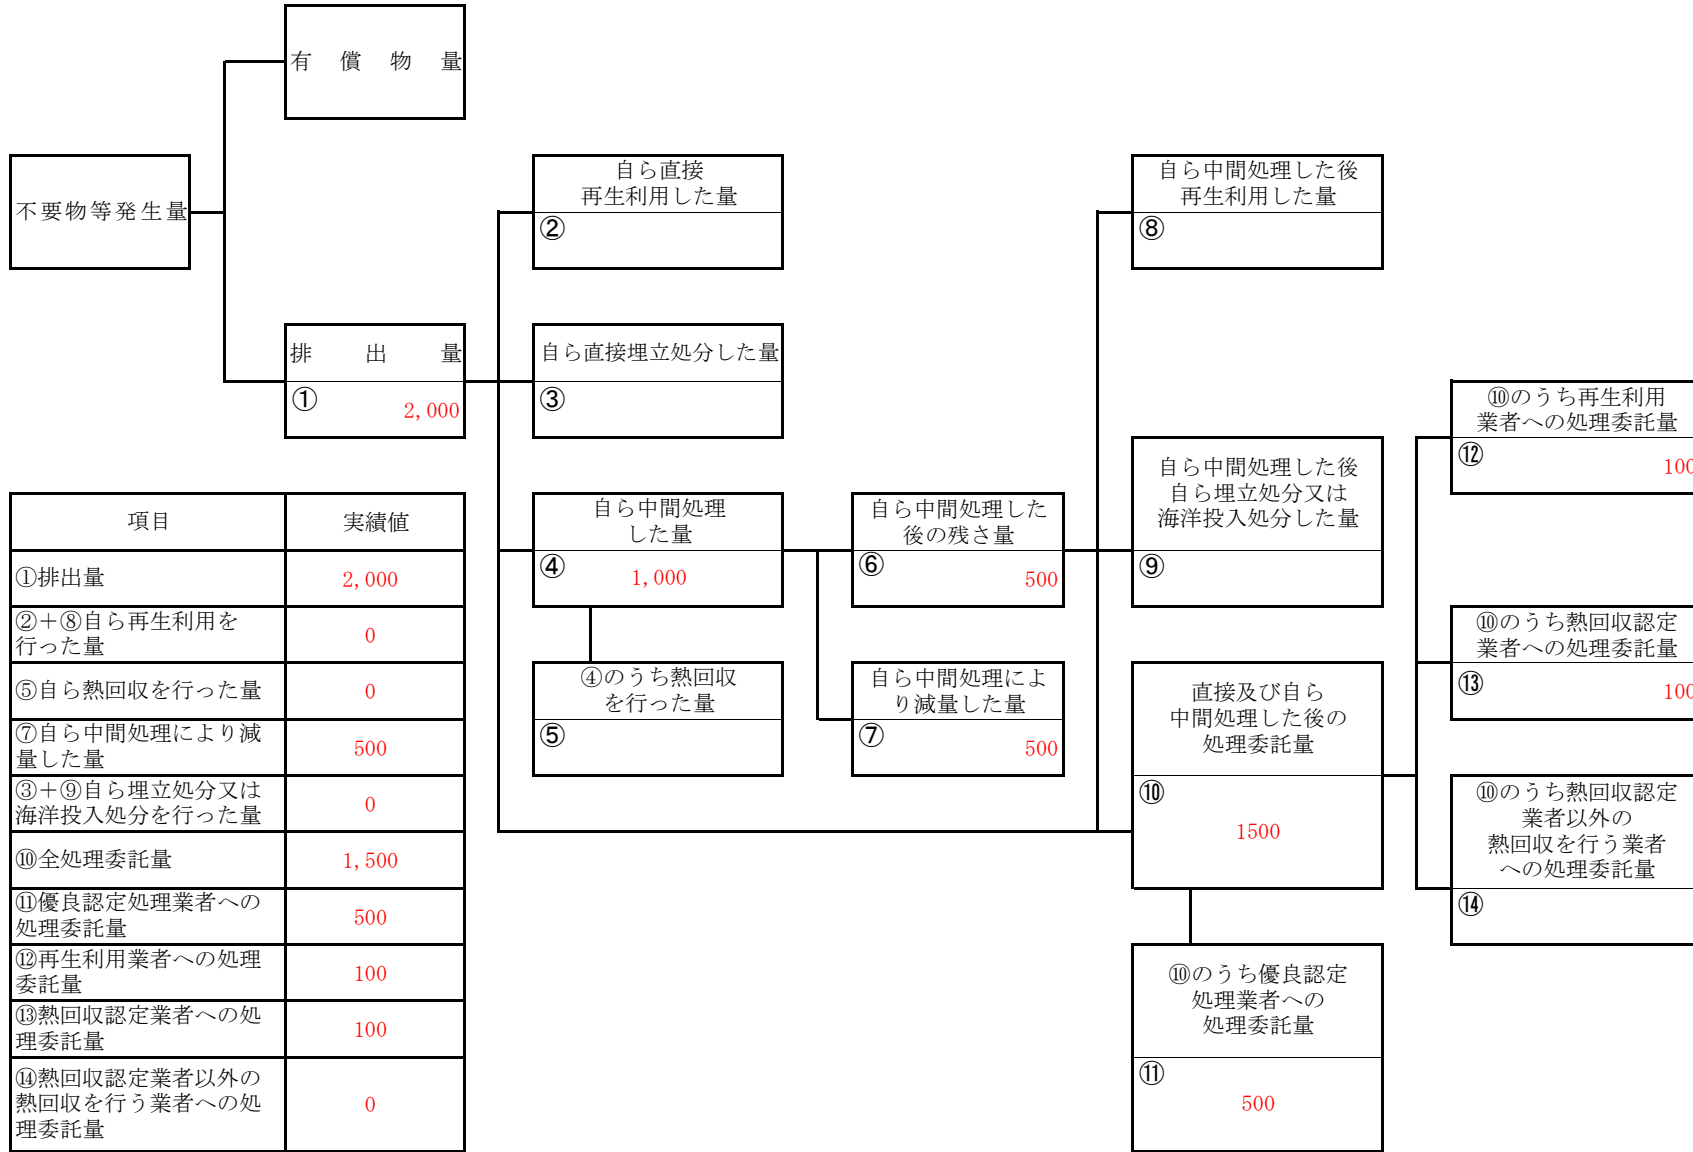 有償物量
不要物等発生量
自ら直接
再生利用した量
②
自ら中間処理した後
再生利用した量
⑧
排出量
①
2,000
自ら直接埋立処分した量
③
⑩のうち再生利用
業者への処理委託量
⑫
100
自ら中間処理した後
自ら埋立処分又は
海洋投入処分した量
⑨
自ら中間処理
した量
④
1,000
自ら中間処理した
後の残さ量
⑥
500
⑩のうち熱回収認定
業者への処理委託量
⑬
100
④のうち熱回収
を行った量
⑤
自ら中間処理によ
り減量した量
⑦
500
直接及び自ら
中間処理した後の
処理委託量
⑩
1500
⑩のうち熱回収認定
業者以外の
熱回収を行う業者
への処理委託量
⑭
⑩のうち優良認定
処理業者への
処理委託量
⑪
500
項目 実績値
①排出量 2,000
②＋⑧自ら再生利用を
行った量 0
⑤自ら熱回収を行った量 0
⑦自ら中間処理により減
量した量 500
③＋⑨自ら埋立処分又は
海洋投入処分を行った量 0
⑩全処理委託量 1,500
⑪優良認定処理業者への
処理委託量 500
⑫再生利用業者への処理
委託量 100
⑬熱回収認定業者への処
理委託量 100
⑭熱回収認定業者以外の
熱回収を行う業者への処
理委託量 0